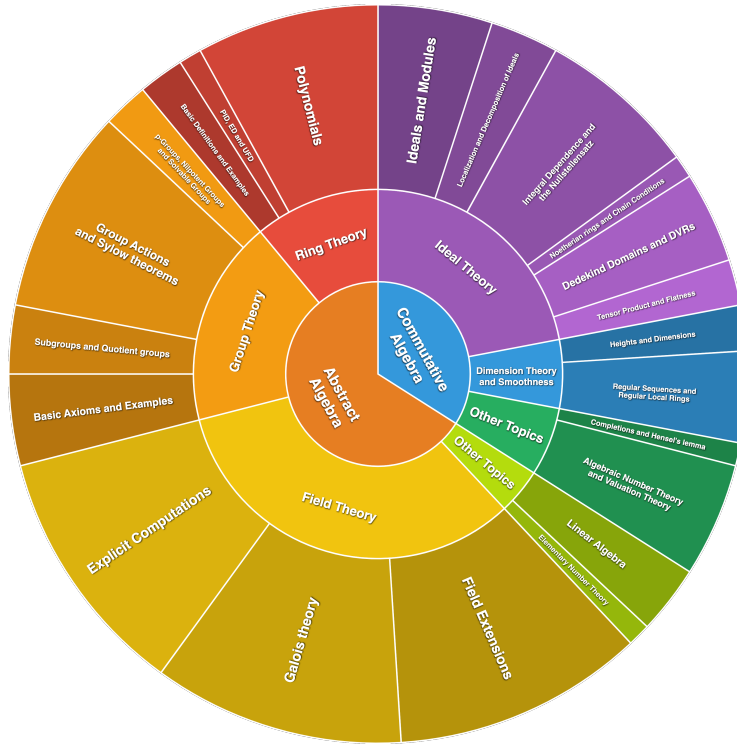 Commutative
Algebra
Abstract
Algebra
Ideal Theory
Dimension Theory
and Smoothness
Other Topics
Other Topics
Field Theory
Group Theory
Ring Theory
Ideals and Modules
Localization and Decomposition of Ideals
Integral Dependence and
the Nullstellensatz
Noetherian rings and Chain Conditions
Dedekind Domains and DVRs
Tensor Product and Flatness
Heights and Dimensions
Regular Sequences and
Regular Local Rings
Completions and Hensel's lemma
Algebraic Number Theory
and Valuation Theory
Linear Algebra
Elementary Number Theory
Field Extensions
Galois theory
Explicit Computations
Basic Axioms and Examples
Subgroups and Quotient groups
Group Actions
and Sylow theorems
p-Groups, Nilpotent Groups
and Solvable Groups
Basic Definitions and Examples
PID, ED and UFD
Polynomials